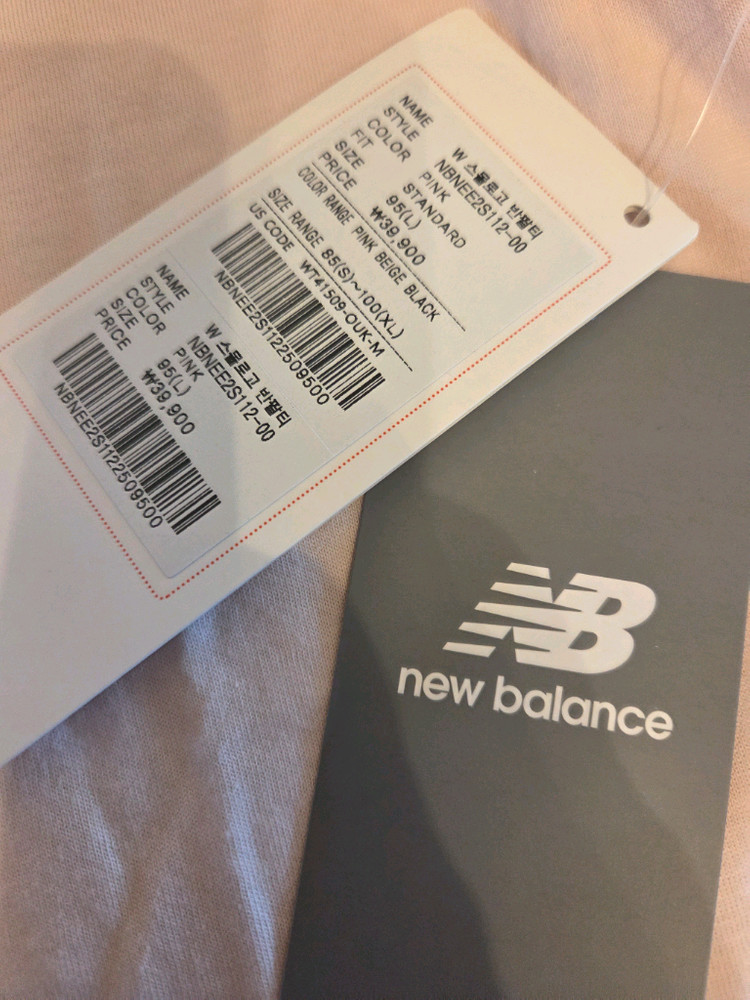 NAME W 스몰로고 반팔티
STYLE NBNEE2S112-00
COLOR PINK
FIT STANDARD
SIZE 95(L)
PRICE ₩39,900
COLOR RANGE PINK BEIGE BLACK
SIZE RANGE 85(S)~100(XL)
US CODE WT41509-OUK-M
NBNEE2S1122509500
NAME W 스몰로고 반팔티
STYLE NBNEE2S112-00
COLOR PINK
SIZE 95(L)
PRICE ₩39,900
NBNEE2S1122509500
NB
new balance